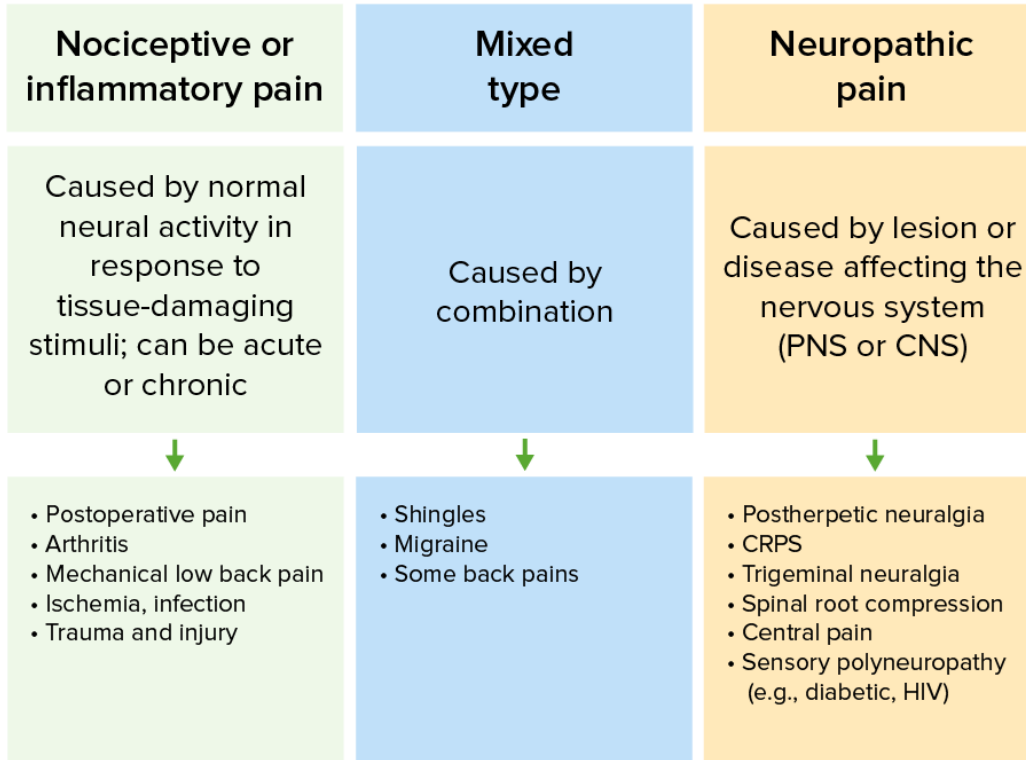 Nociceptive or
inflammatory pain
Mixed
type
Neuropathic
pain
Caused by normal
neural activity in
response to
tissue-damaging
stimuli; can be acute
or chronic
Caused by
combination
Caused by lesion or
disease affecting the
nervous system
(PNS or CNS)
• Postoperative pain
• Arthritis
• Mechanical low back pain
• Ischemia, infection
• Trauma and injury
• Shingles
• Migraine
• Some back pains
• Postherpetic neuralgia
• CRPS
• Trigeminal neuralgia
• Spinal root compression
• Central pain
• Sensory polyneuropathy
(e.g., diabetic, HIV)